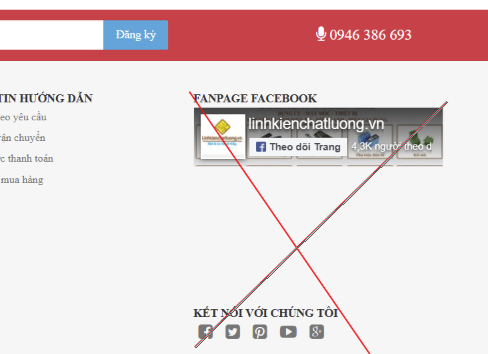 Đăng ký
0946 386 693
TIN HƯỚNG DẪN
eo yêu cầu
ận chuyển
c thanh toán
mua hàng
FANPAGE FACEBOOK
linhkienchatluong.vn
Theo dõi Trang
4,3K người theo d
KẾT NỐI VỚI CHÚNG TÔI